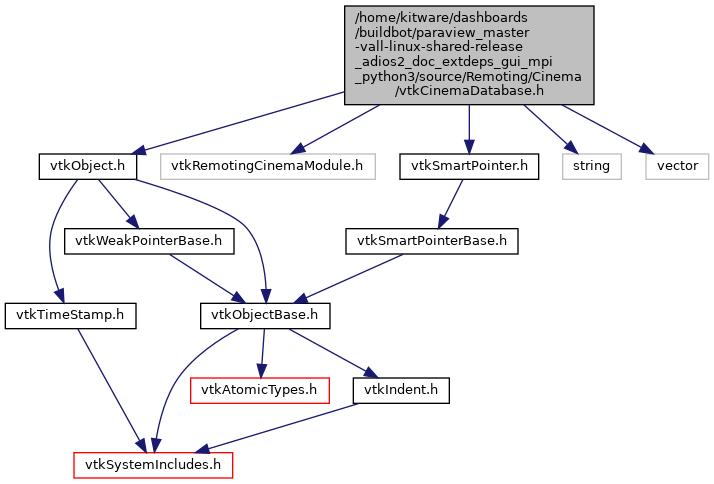 /home/kitware/dashboards
/buildbot/paraview_master
-vall-linux-shared-release
_adios2_doc_extdeps_gui_mpi
_python3/source/Remoting/Cinema
/vtkCinemaDatabase.h
vtkObject.h
vtkRemotingCinemaModule.h
vtkSmartPointer.h
string
vector
vtkWeakPointerBase.h
vtkSmartPointerBase.h
vtkTimeStamp.h
vtkObjectBase.h
vtkAtomicTypes.h
vtkIndent.h
vtkSystemIncludes.h